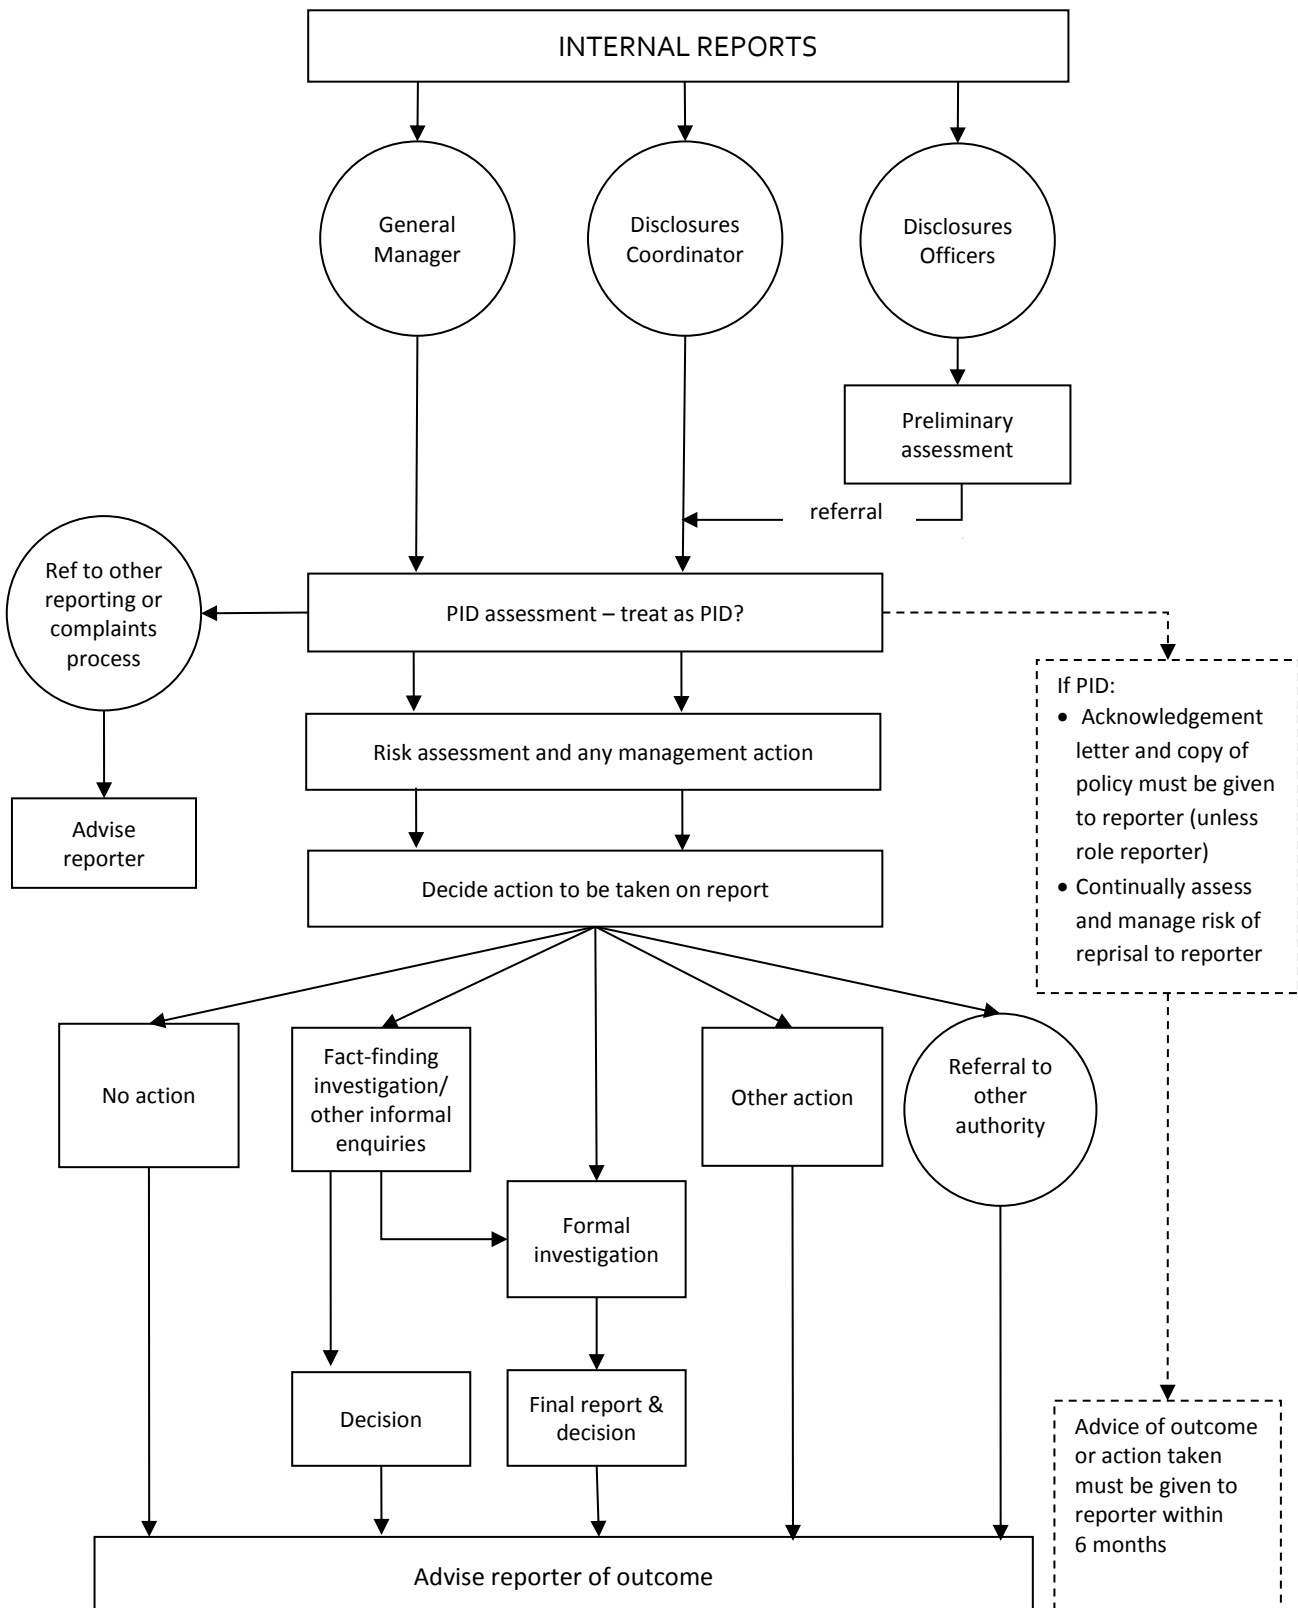 INTERNAL REPORTS
General
Manager
Disclosures
Coordinator
Disclosures
Officers
Preliminary
assessment
referral
Ref to other
reporting or
complaints
process
PID assessment – treat as PID?
If PID:
• Acknowledgement
letter and copy of
policy must be given
to reporter (unless
role reporter)
• Continually assess
and manage risk of
reprisal to reporter
Risk assessment and any management action
Advise
reporter
Decide action to be taken on report
No action
Fact-finding
investigation/
other informal
enquiries
Other action
Referral to
other
authority
Formal
investigation
Decision
Final report &
decision
Advice of outcome
or action taken
must be given to
reporter within
6 months
Advise reporter of outcome